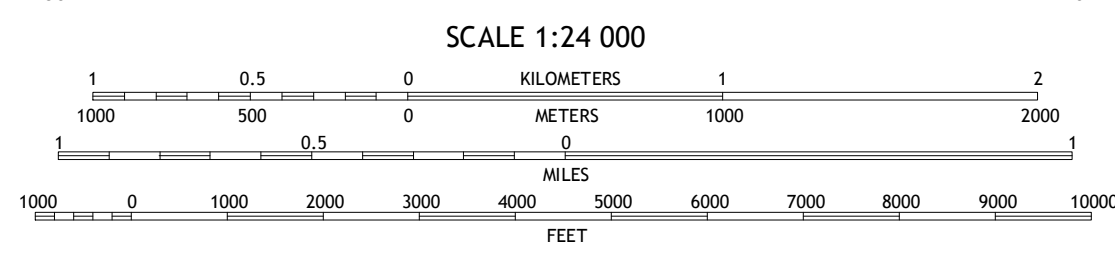 SCALE 1:24 000
1 0.5 0 KILOMETERS 1 2
1000 500 0 METERS 1000 2000
1 0.5 0 1
MILES
1000 0 1000 2000 3000 4000 5000 6000 7000 8000 9000 10000
FEET